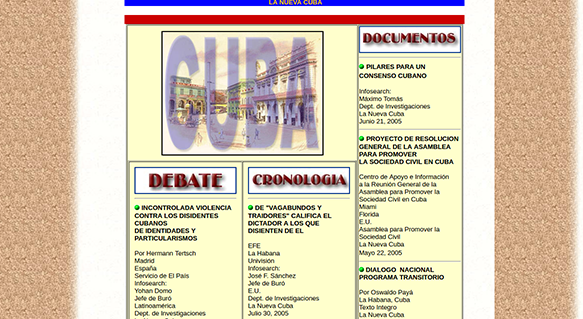 LA NUEVA CUBA
CUBA
DEBATE
INCONTROLADA VIOLENCIA
CONTRA LOS DISIDENTES
CUBANOS
DE IDENTIDADES Y
PARTICULARISMOS
Por Hermann Tertsch
Madrid
España
Servicio de El País
Infosearch:
Yohan Domo
Jefe de Buró
Latinoamérica
Dept. de Investigaciones
CRONOLOGIA
DE "VAGABUNDOS Y
TRAIDORES" CALIFICA EL
DICTADOR A LOS QUE
DISIENTEN DE EL
EFE
La Habana
Univisión
Infosearch:
José F. Sánchez
Jefe de Buró
E.U.
Dept. de Investigaciones
La Nueva Cuba
Julio 30, 2005
DOCUMENTOS
PILARES PARA UN
CONSENSO CUBANO
Infosearch:
Máximo Tomás
Dept. de Investigaciones
La Nueva Cuba
Junio 21, 2005
PROYECTO DE RESOLUCION
GENERAL DE LA ASAMBLEA
PARA PROMOVER
LA SOCIEDAD CIVIL EN CUBA
Centro de Apoyo e Información
a la Reunión General de la
Asamblea para Promover la
Sociedad Civil en Cuba
Miami
Florida
E.U.
Asamblea para Promover la
Sociedad Civil
La Nueva Cuba
Mayo 22, 2005
DIALOGO NACIONAL
PROGRAMA TRANSITORIO
Por Oswaldo Payá
La Habana, Cuba
Texto Integro
La Nueva Cuba